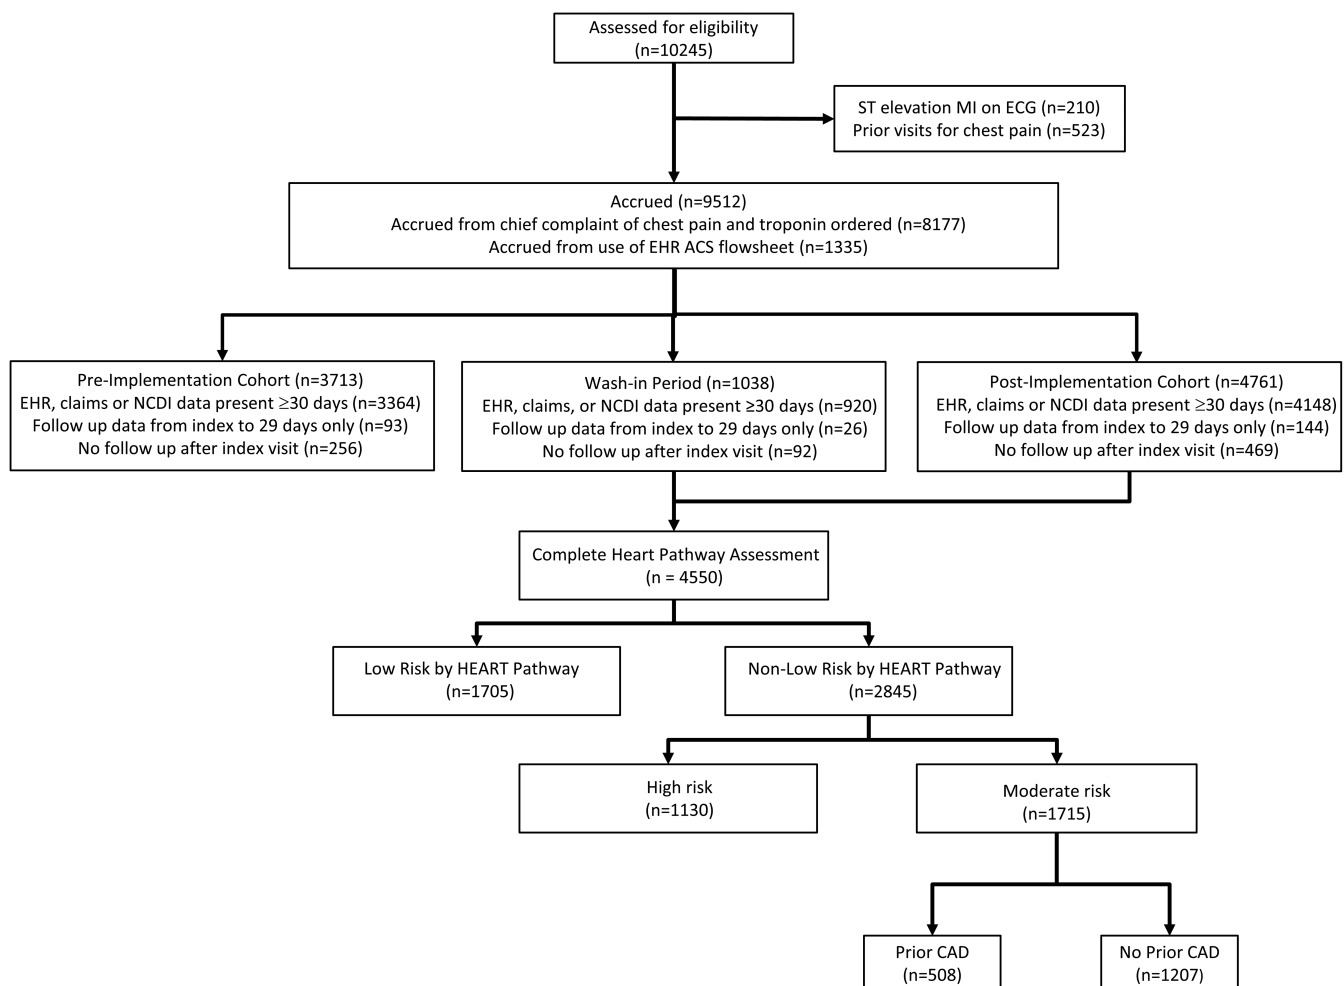 Assessed for eligibility
(n=10245)
ST elevation MI on ECG (n=210)
Prior visits for chest pain (n=523)
Accrued (n=9512)
Accrued from chief complaint of chest pain and troponin ordered (n=8177)
Accrued from use of EHR ACS flowsheet (n=1335)
Pre-Implementation Cohort (n=3713)
EHR, claims or NCDI data present ≥30 days (n=3364)
Follow up data from index to 29 days only (n=93)
No follow up after index visit (n=256)
Wash-in Period (n=1038)
EHR, claims, or NCDI data present ≥30 days (n=920)
Follow up data from index to 29 days only (n=26)
No follow up after index visit (n=92)
Post-Implementation Cohort (n=4761)
EHR, claims or NCDI data present ≥30 days (n=4148)
Follow up data from index to 29 days only (n=144)
No follow up after index visit (n=469)
Complete Heart Pathway Assessment
(n = 4550)
Low Risk by HEART Pathway
(n=1705)
Non-Low Risk by HEART Pathway
(n=2845)
High risk
(n=1130)
Moderate risk
(n=1715)
Prior CAD
(n=508)
No Prior CAD
(n=1207)